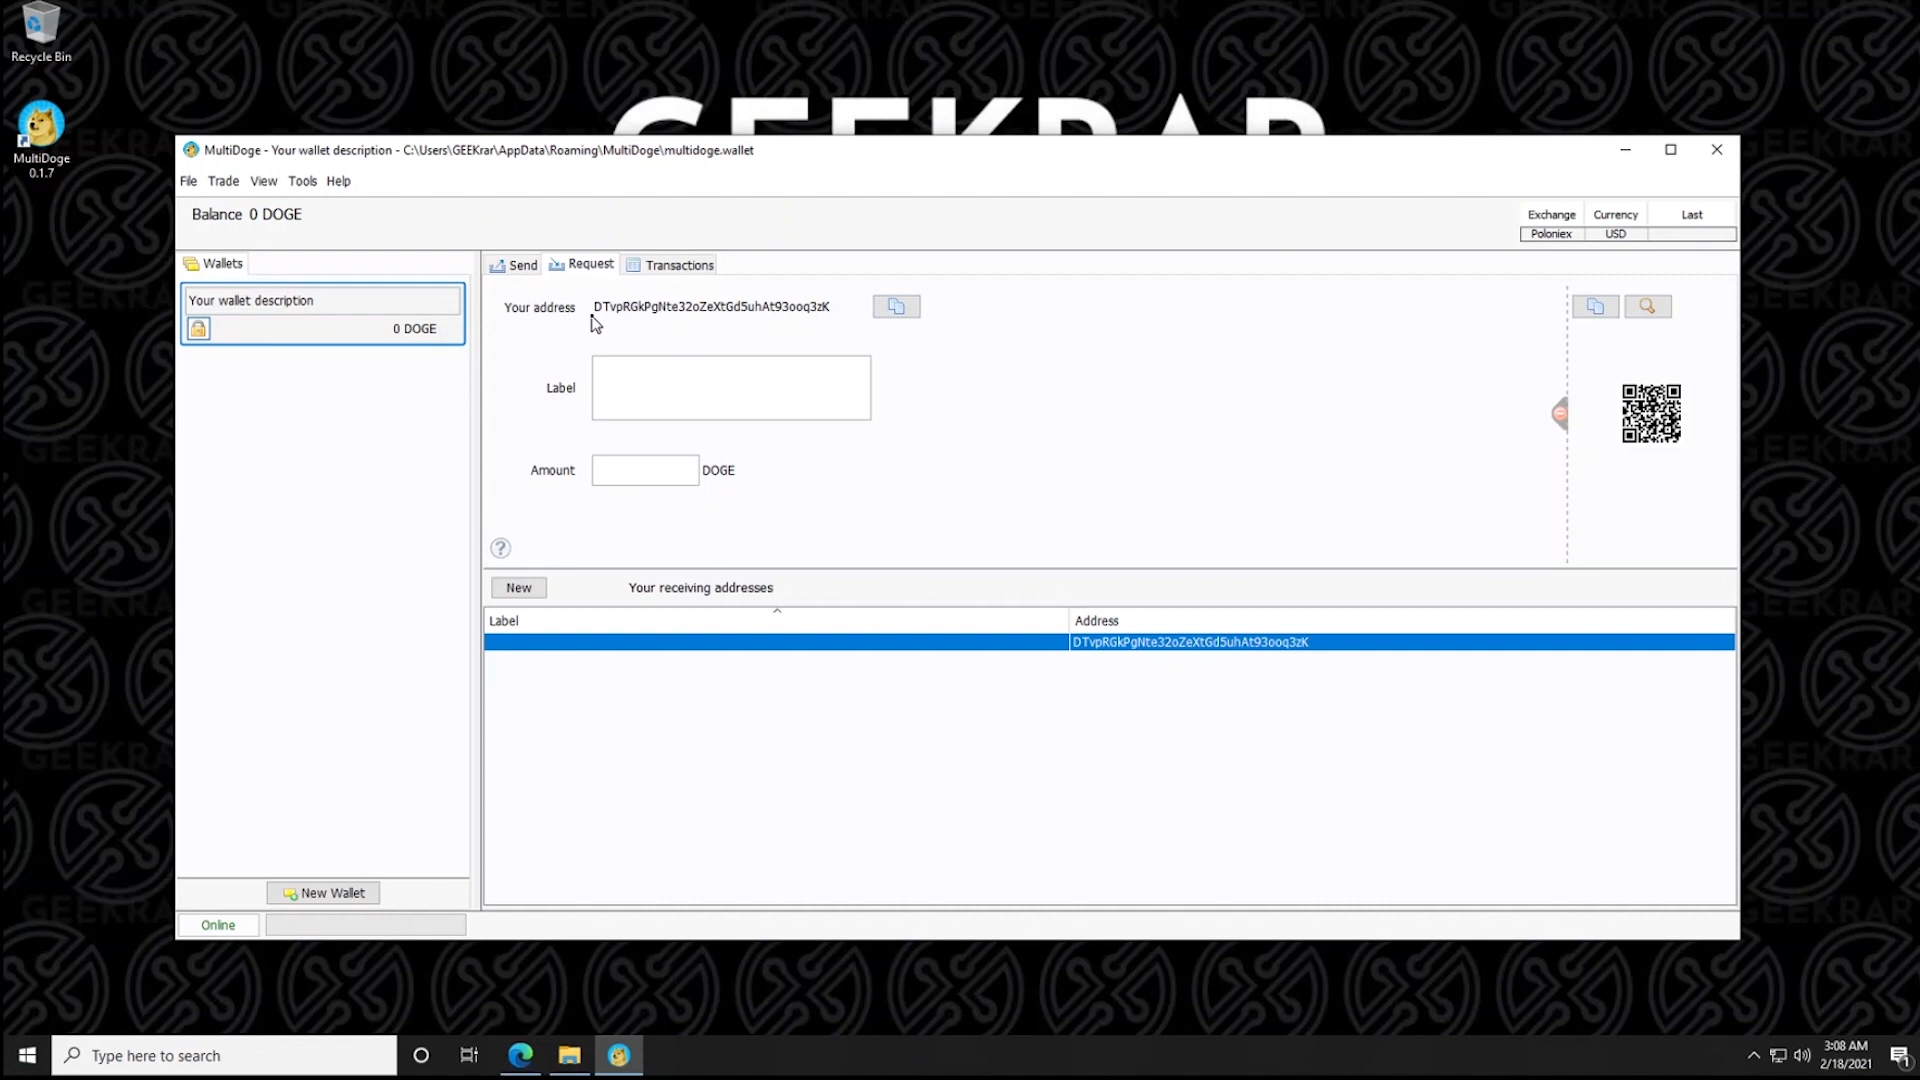 GEEKRAR
Recycle Bin
MultiDoge
0.1.7
MultiDoge - Your wallet description - C:\Users\GEEKrar\AppData\Roaming\MultiDoge\multidoge.wallet
File Trade View Tools Help
Balance 0 DOGE
Exchange Currency Last
Poloniex USD
Wallets
Send Request Transactions
Your wallet description
0 DOGE
Your address DTvpRGkPgNte32oZeXtGd5uhAt93ooq3zK
Label
Amount DOGE
?
New Your receiving addresses
Label Address
DTvpRGkPgNte32oZeXtGd5uhAt93ooq3zK
New Wallet
Online
Type here to search
3:08 AM
2/18/2021
1